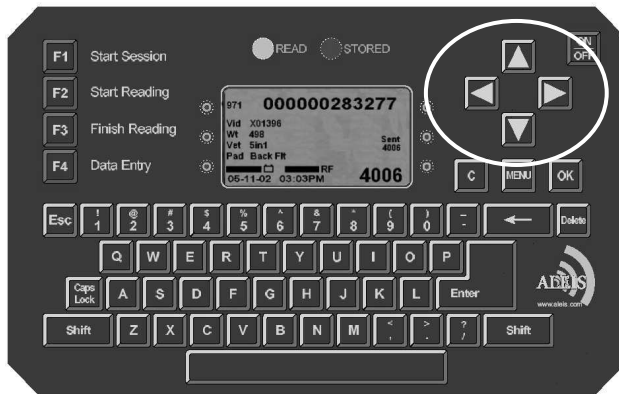 F1 Start Session
F2 Start Reading
F3 Finish Reading
F4 Data Entry
READ STORED
ON
OFF
971 000000283277
Vid X01396
Wt 498
Vet 5in1
Pad Back Flt
Sent
4006
RF
05-11-02 03:03PM 4006
C MENU OK
Esc ! 1 @ 2 # 3 $ 4 % 5 ^ 6 & 7 * 8 ( 9 ) 0 _ - ← Delete
Q W E R T Y U I O P
Caps Lock A S D F G H J K L Enter
ALEIS
www.aleis.com
Shift Z X C V B N M < , > . ? / Shift